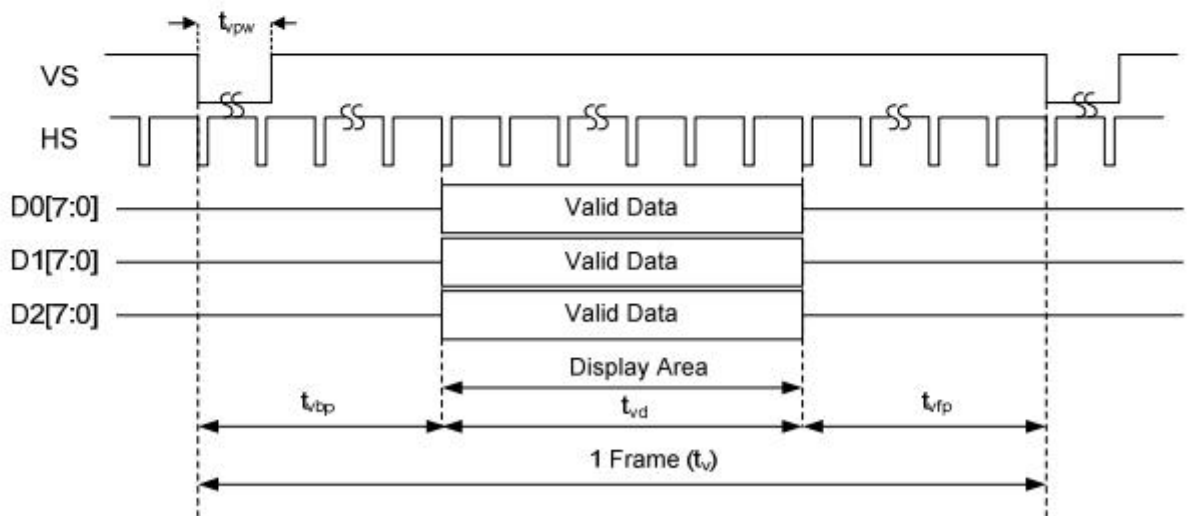 tvpw
VS
HS
D0[7:0] Valid Data
D1[7:0] Valid Data
D2[7:0] Valid Data
Display Area
tvbp tvd tvfp
1 Frame (tv)